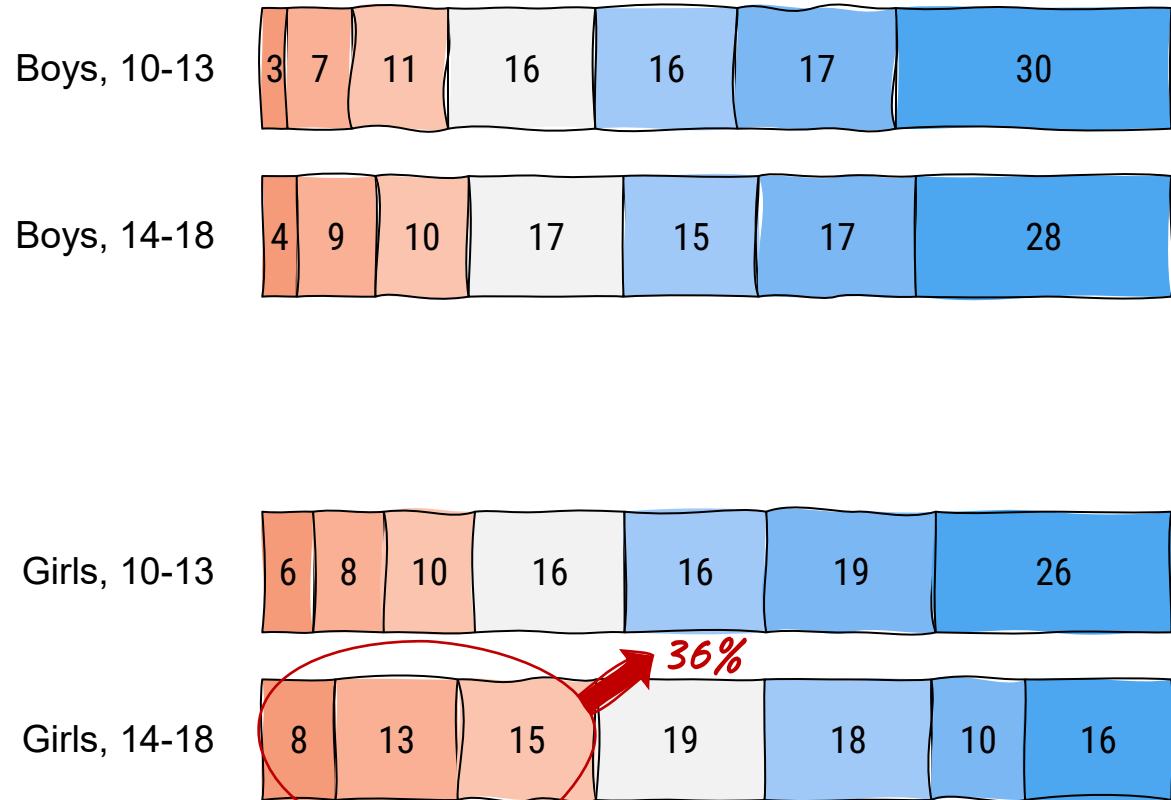 Boys, 10-13 3 7 11 16 16 17 30
Boys, 14-18 4 9 10 17 15 17 28
Girls, 10-13 6 8 10 16 16 19 26
36%
Girls, 14-18 8 13 15 19 18 10 16